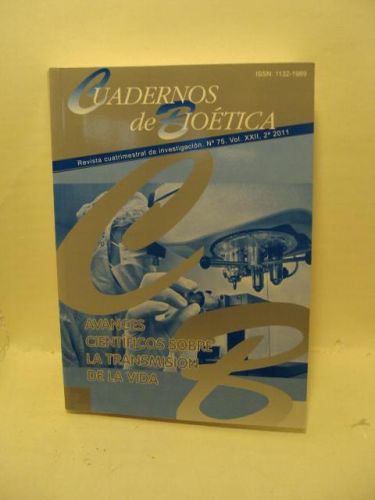 ISSN: 1132-1989
CUADERNOS
de BIOÉTICA
Revista cuatrimestral de investigación. Nº 75. Vol. XXII, 2ª 2011
CB
AVANCES
CIENTÍFICOS SOBRE
LA TRANSMISIÓN
DE LA VIDA